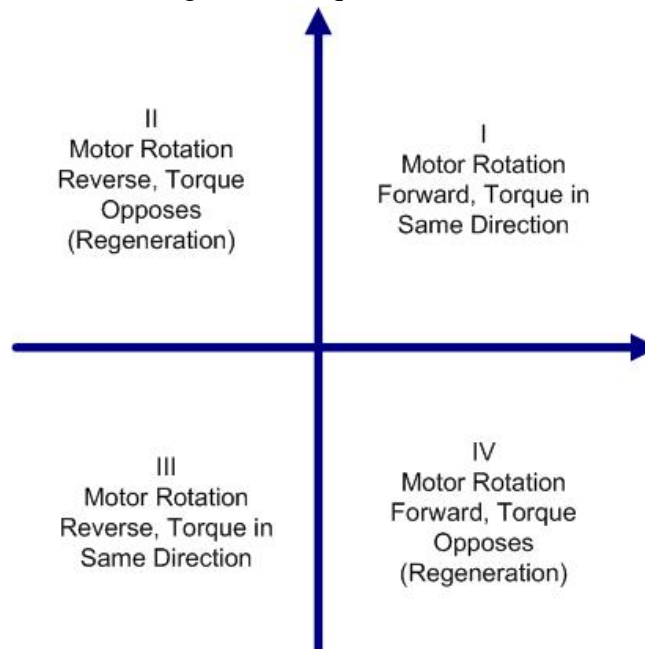 II
Motor Rotation
Reverse, Torque
Opposes
(Regeneration)
I
Motor Rotation
Forward, Torque in
Same Direction
III
Motor Rotation
Reverse, Torque in
Same Direction
IV
Motor Rotation
Forward, Torque
Opposes
(Regeneration)